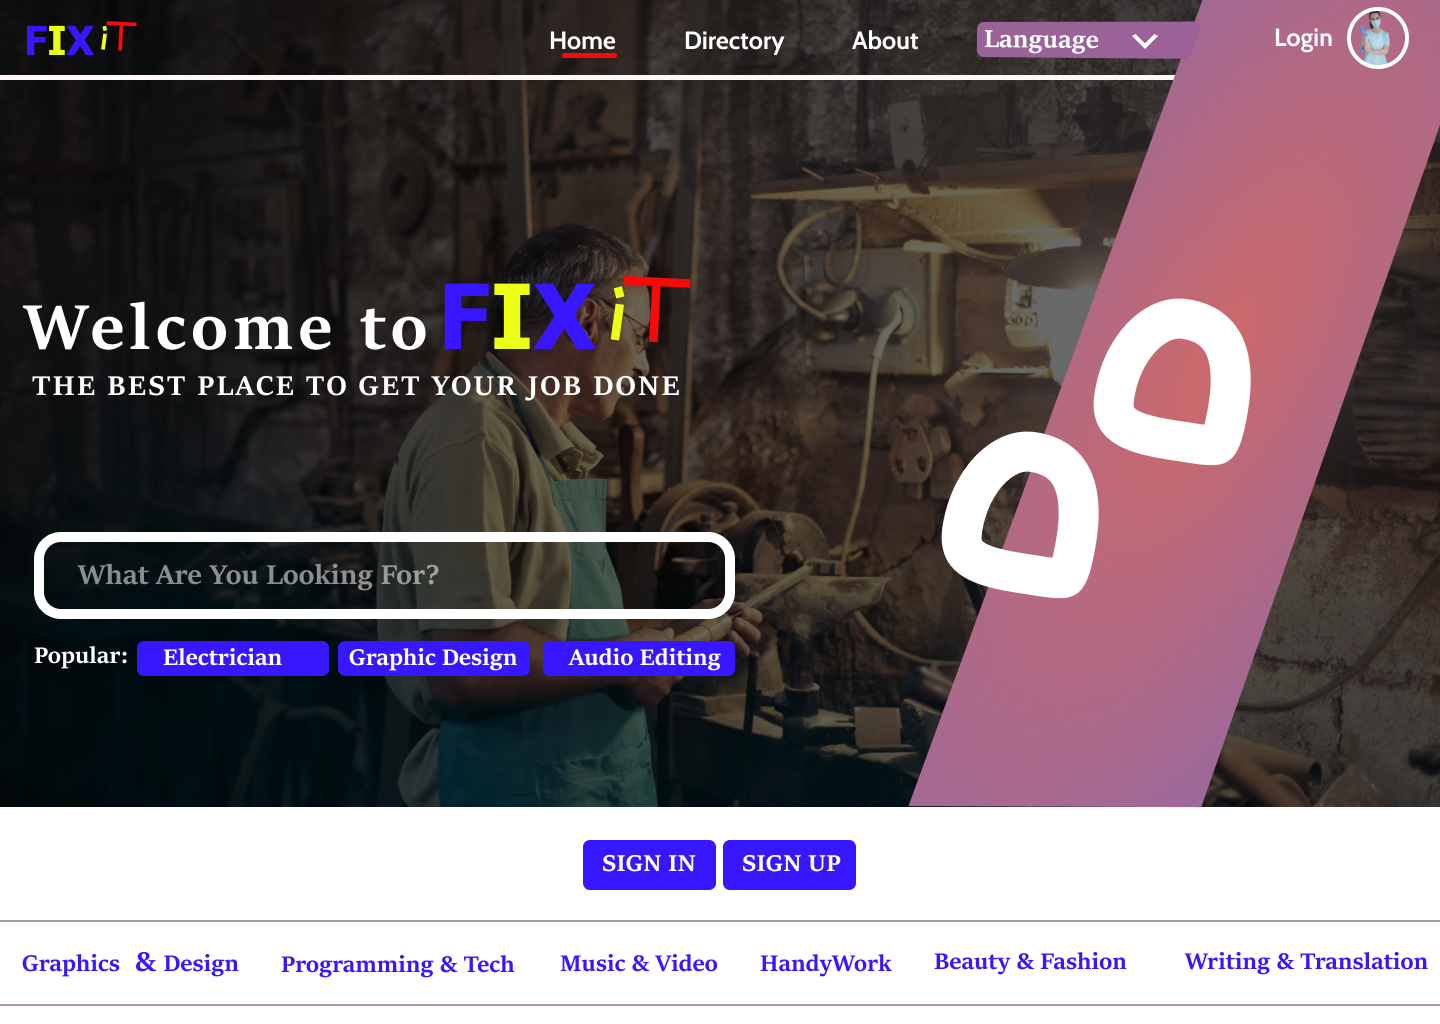 FIXiT
Home Directory About Language Login
Welcome to FIXiT
THE BEST PLACE TO GET YOUR JOB DONE
What Are You Looking For?
Popular: Electrician Graphic Design Audio Editing
SIGN IN SIGN UP
Graphics & Design Programming & Tech Music & Video HandyWork Beauty & Fashion Writing & Translation